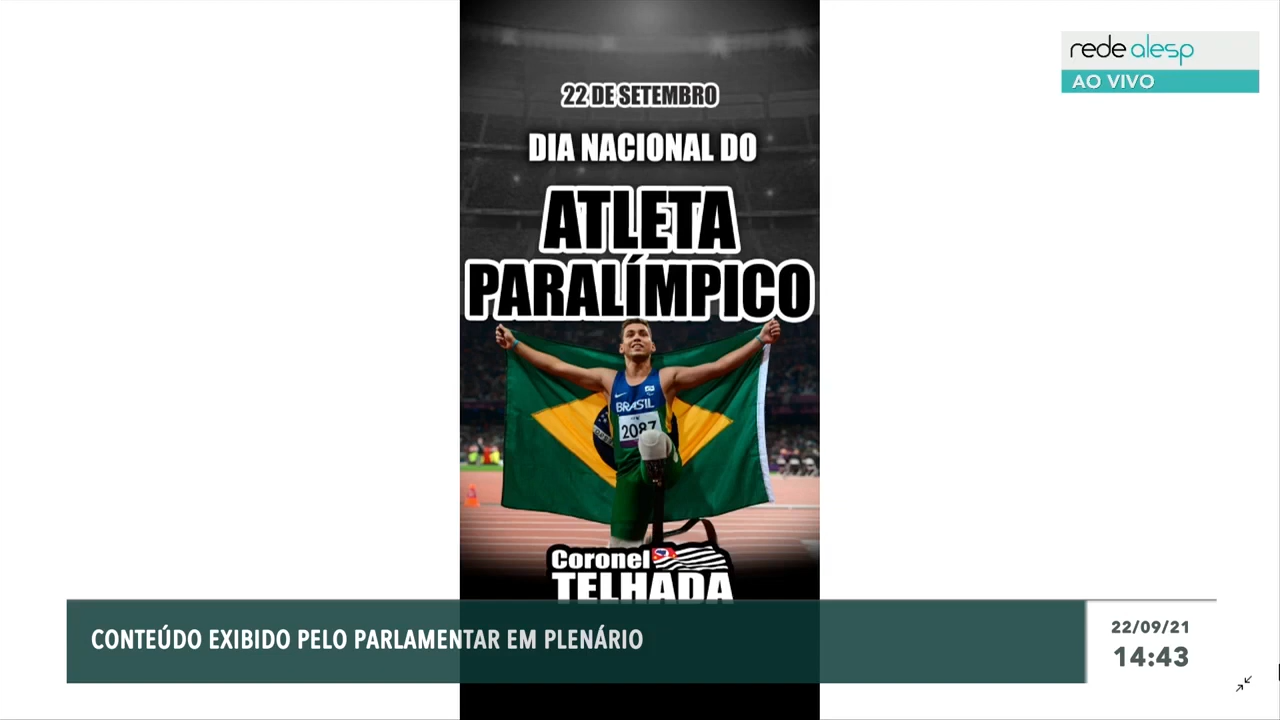 rede alesp
AO VIVO
22 DE SETEMBRO
DIA NACIONAL DO
ATLETA
PARALÍMPICO
BRASIL
2087
Coronel
TELHADA
CONTEÚDO EXIBIDO PELO PARLAMENTAR EM PLENÁRIO
22/09/21
14:43